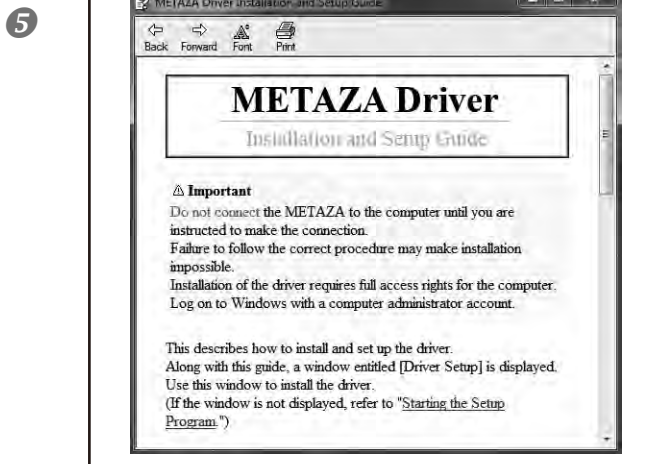 5
METAZA Driver Installation and Setup Guide
Back Forward Font Print
METAZA Driver
Installation and Setup Guide
⚠ Important
Do not connect the METAZA to the computer until you are
instructed to make the connection.
Failure to follow the correct procedure may make installation
impossible.
Installation of the driver requires full access rights for the computer.
Log on to Windows with a computer administrator account.
This describes how to install and set up the driver.
Along with this guide, a window entitled [Driver Setup] is displayed.
Use this window to install the driver.
(If the window is not displayed, refer to "Starting the Setup
Program.")